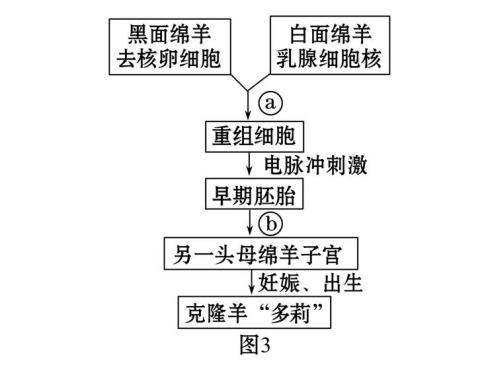 黑面绵羊
去核卵细胞
白面绵羊
乳腺细胞核
ⓐ
重组细胞
电脉冲刺激
早期胚胎
ⓑ
另一头母绵羊子宫
妊娠、出生
克隆羊“多莉”
图3